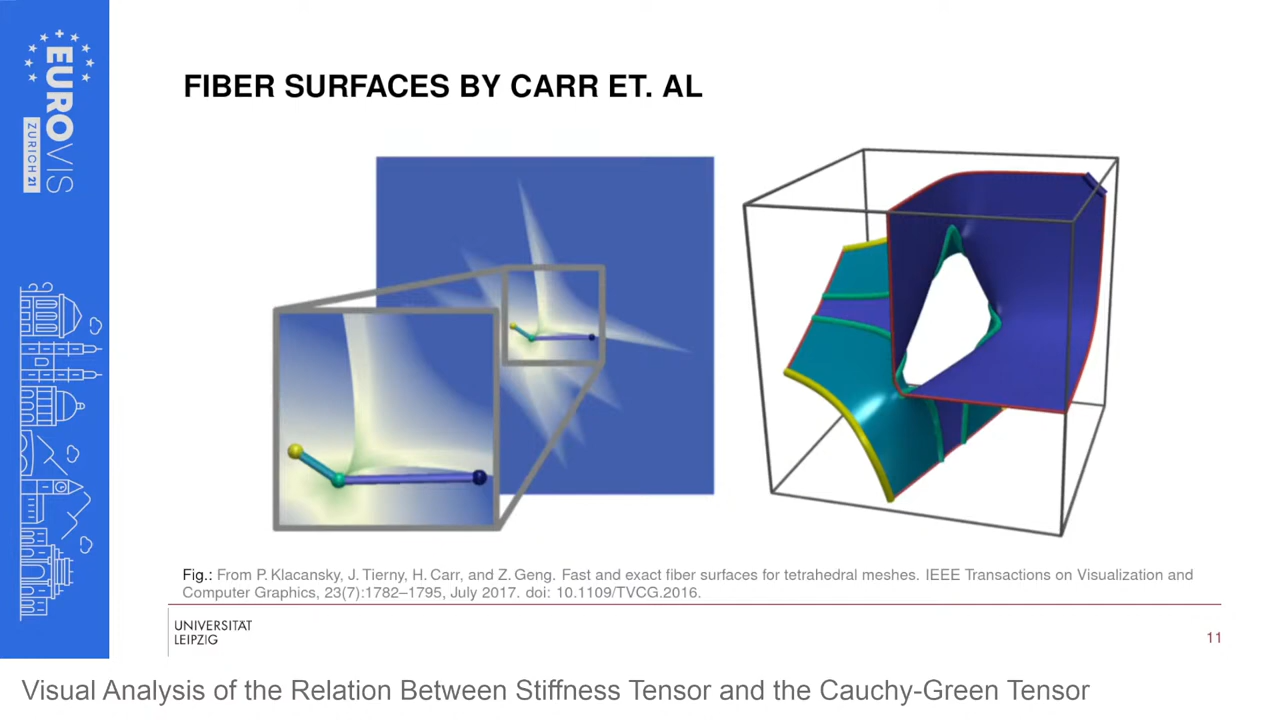 EUROVIS
ZURICH 21
FIBER SURFACES BY CARR ET. AL
Fig.: From P. Klacansky, J. Tierny, H. Carr, and Z. Geng. Fast and exact fiber surfaces for tetrahedral meshes. IEEE Transactions on Visualization and
Computer Graphics, 23(7):1782–1795, July 2017. doi: 10.1109/TVCG.2016.
UNIVERSITÄT
LEIPZIG
11
Visual Analysis of the Relation Between Stiffness Tensor and the Cauchy-Green Tensor